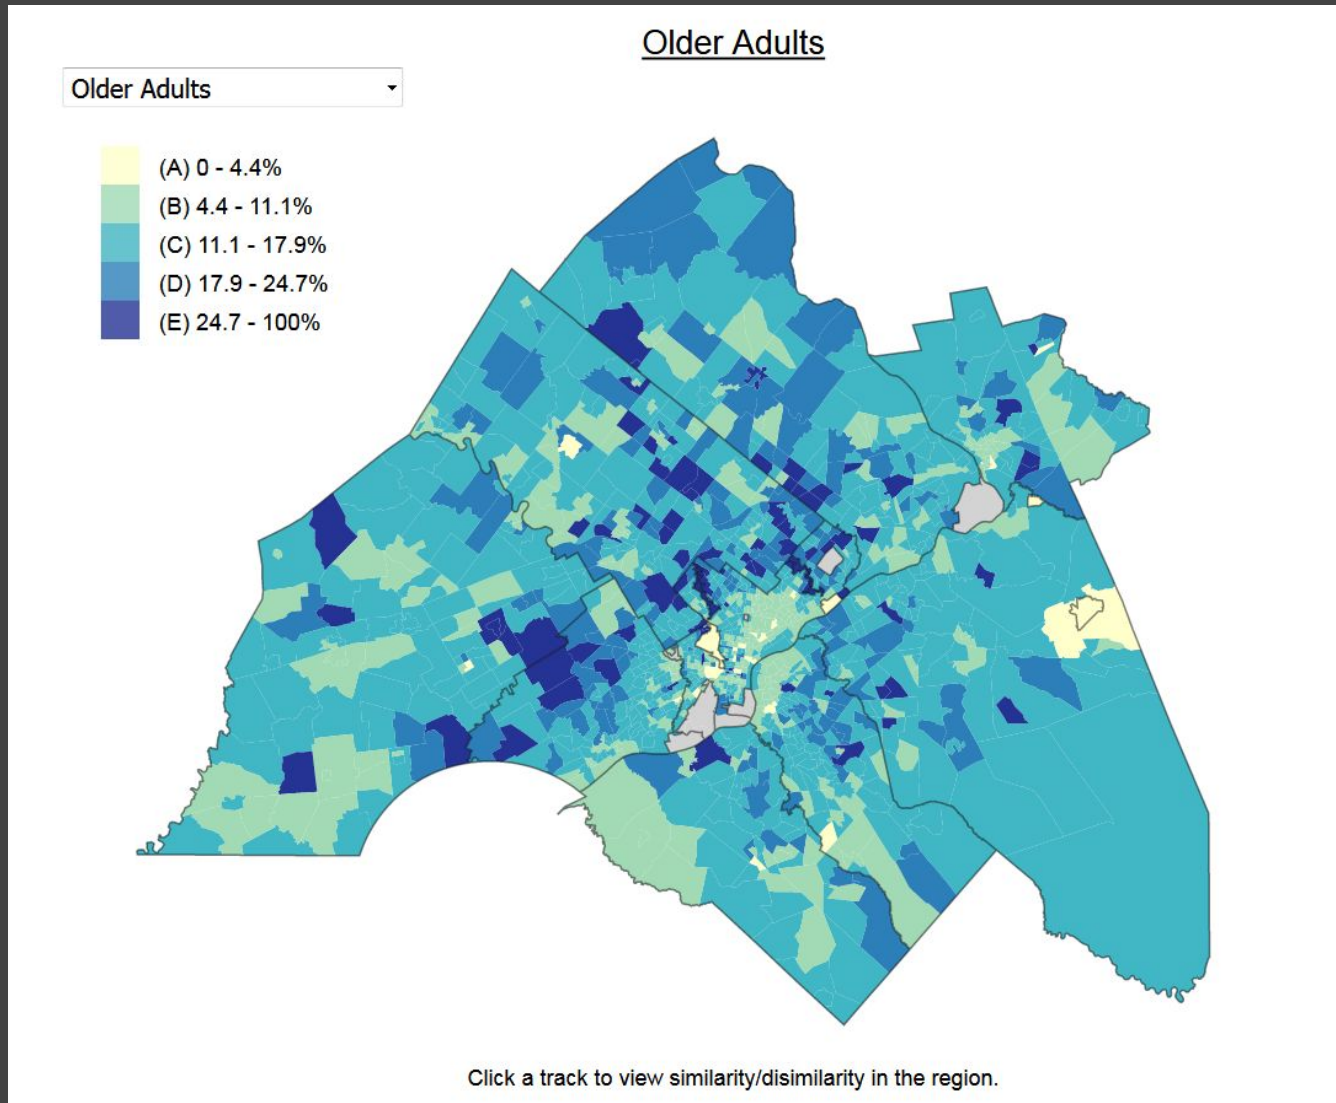 Older Adults
Older Adults
(A) 0 - 4.4%
(B) 4.4 - 11.1%
(C) 11.1 - 17.9%
(D) 17.9 - 24.7%
(E) 24.7 - 100%
Click a track to view similarity/disimilarity in the region.